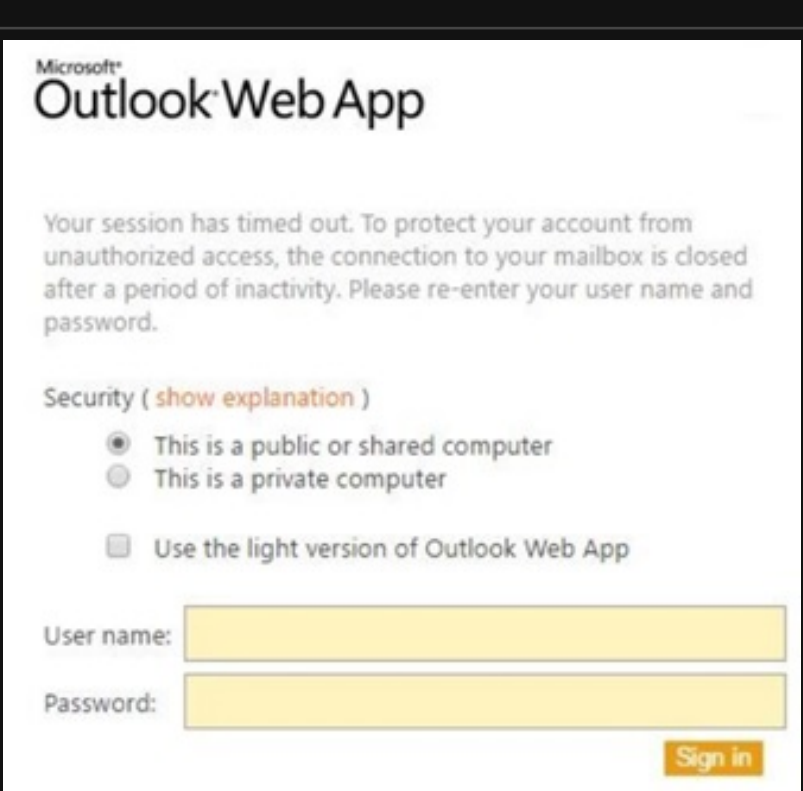 Microsoft®
Outlook® Web App
Your session has timed out. To protect your account from
unauthorized access, the connection to your mailbox is closed
after a period of inactivity. Please re-enter your user name and
password.
Security ( show explanation )
This is a public or shared computer
This is a private computer
Use the light version of Outlook Web App
User name:
Password:
Sign in